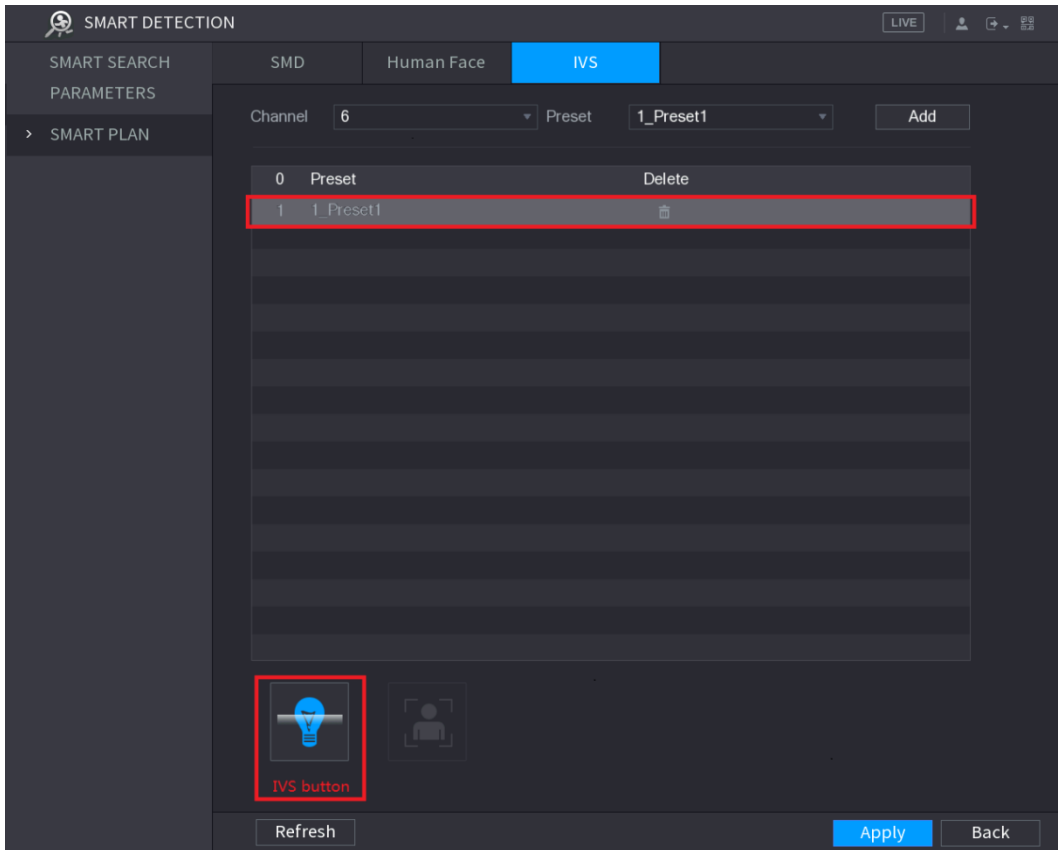 SMART DETECTION
LIVE
SMART SEARCH
PARAMETERS
> SMART PLAN
SMD
Human Face
IVS
Channel 6 Preset 1_Preset1 Add
0 Preset Delete
1 1_Preset1
IVS button
Refresh
Apply
Back